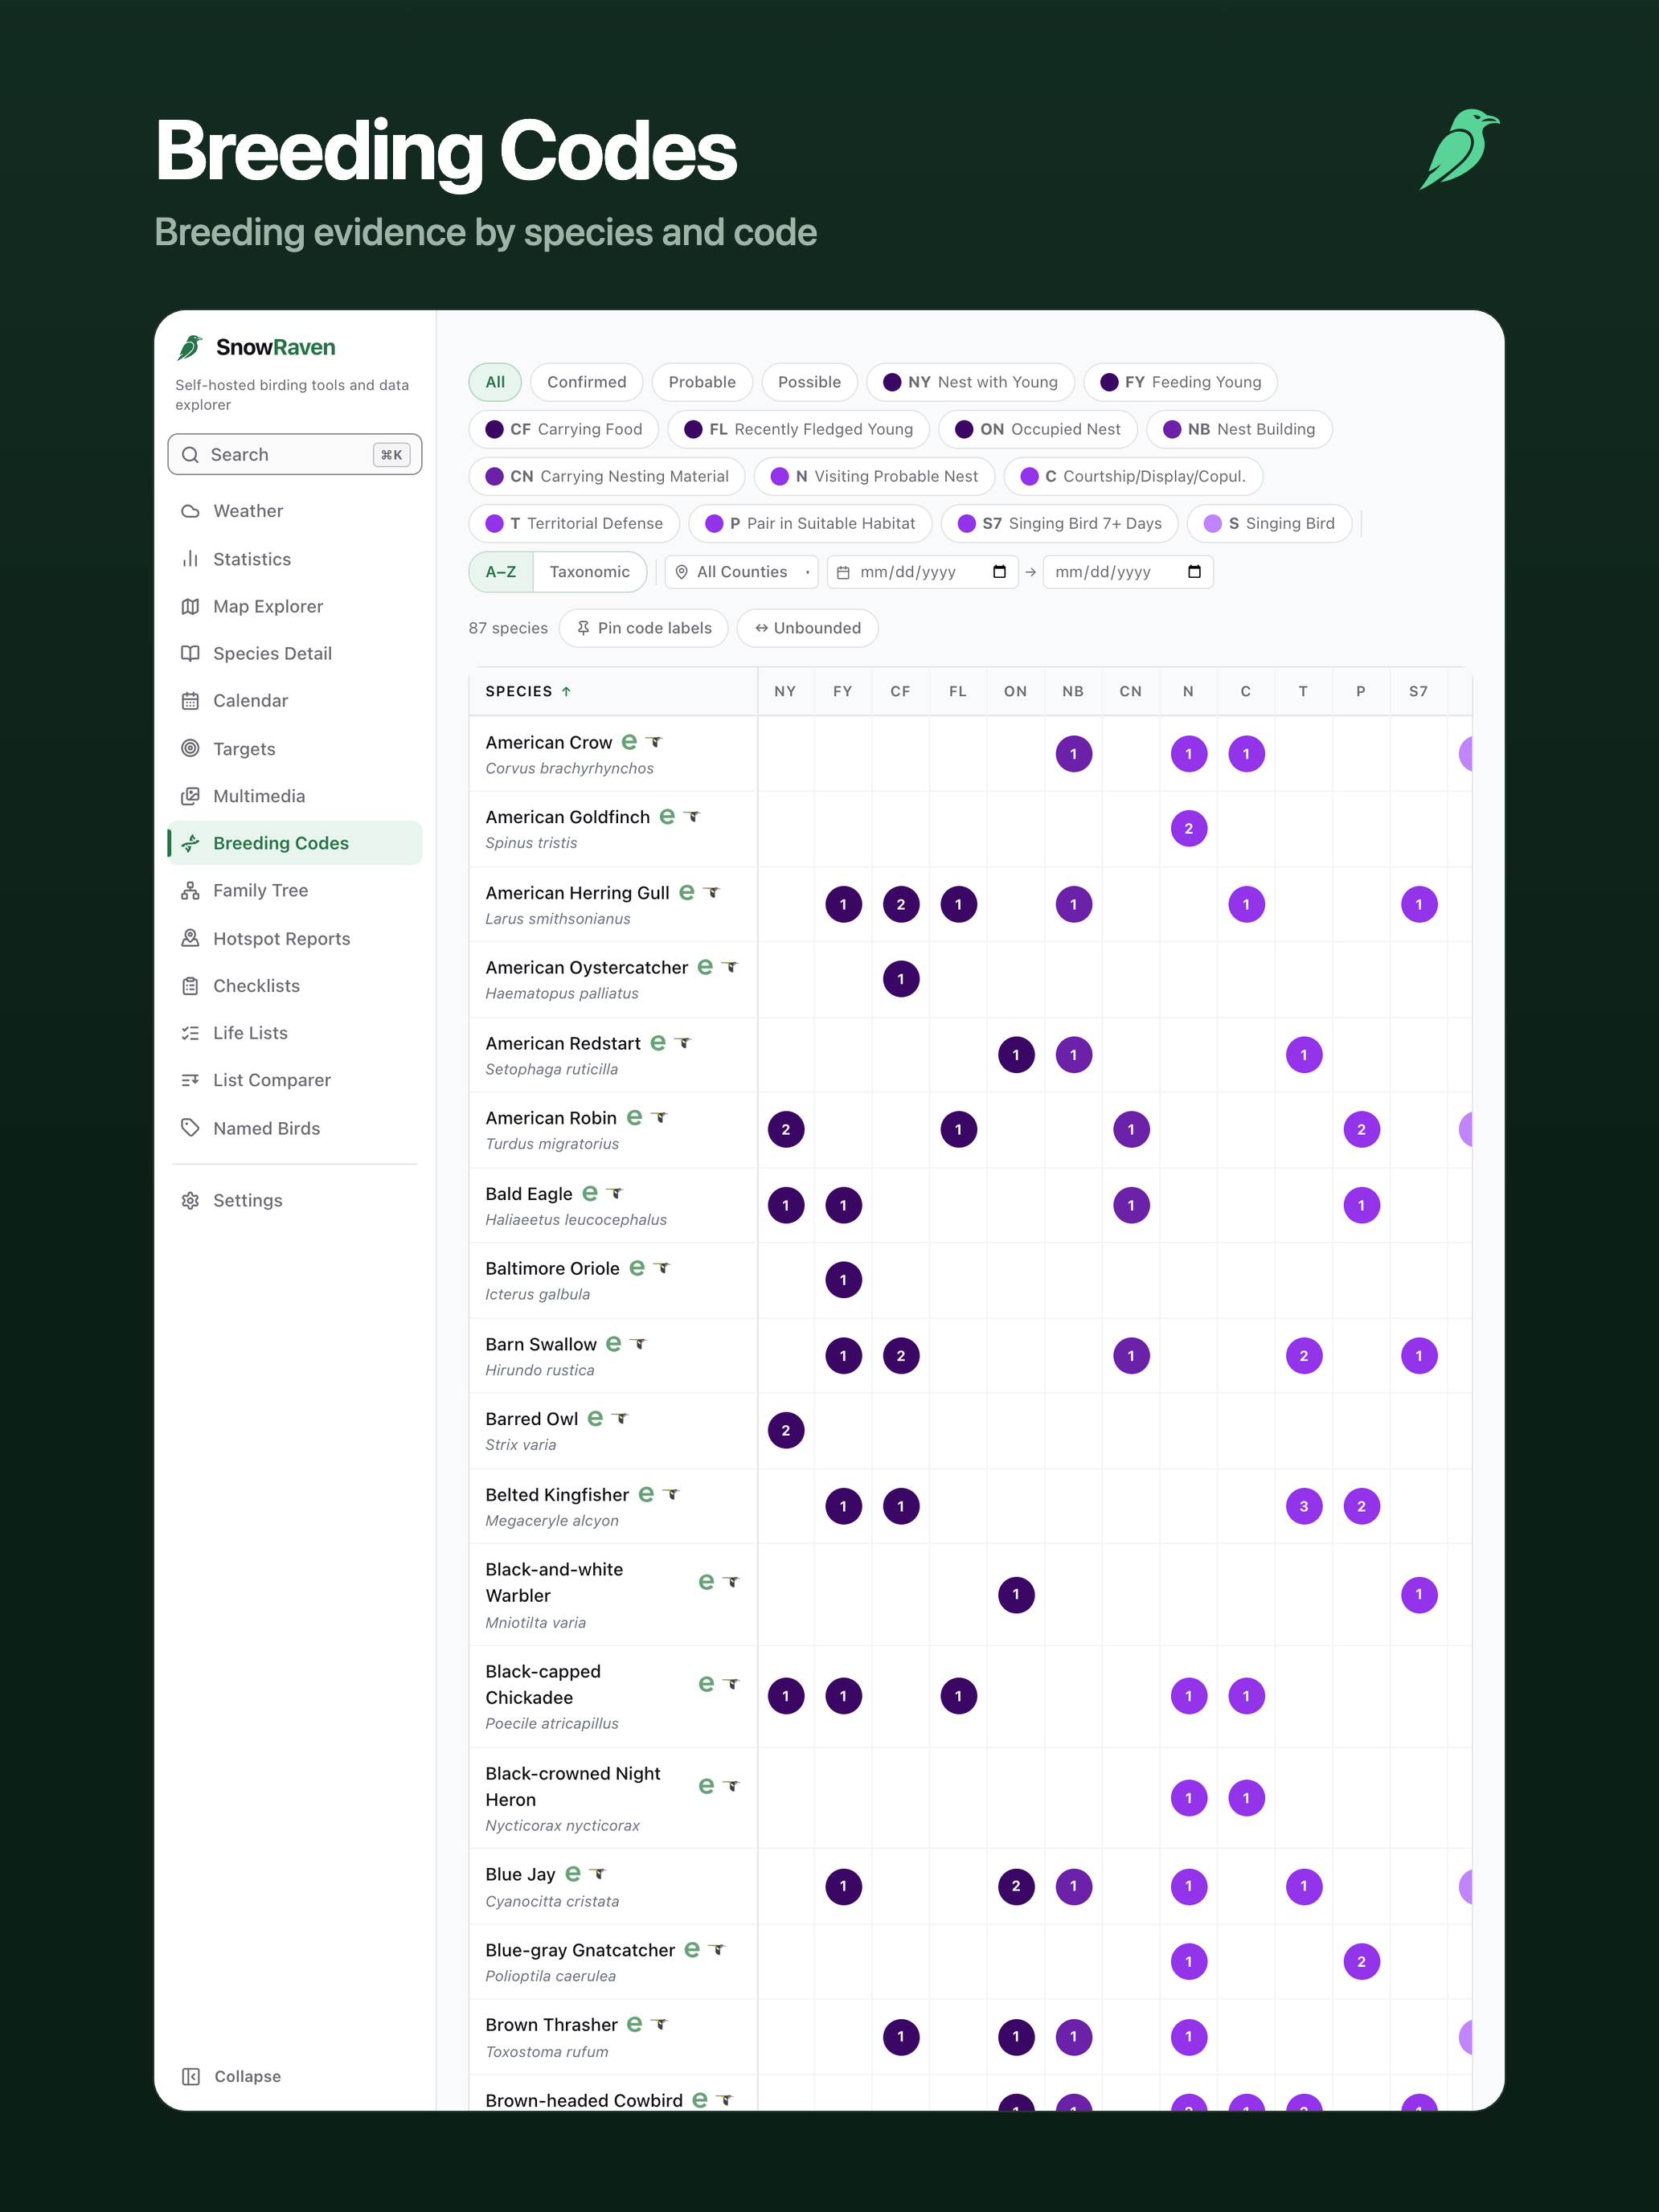 Breeding Codes
Breeding evidence by species and code
SnowRaven
Self-hosted birding tools and data
explorer
Search ⌘K
Weather
Statistics
Map Explorer
Species Detail
Calendar
Targets
Multimedia
Breeding Codes
Family Tree
Hotspot Reports
Checklists
Life Lists
List Comparer
Named Birds
Settings
Collapse
All Confirmed Probable Possible NY Nest with Young FY Feeding Young
CF Carrying Food FL Recently Fledged Young ON Occupied Nest NB Nest Building
CN Carrying Nesting Material N Visiting Probable Nest C Courtship/Display/Copul.
T Territorial Defense P Pair in Suitable Habitat S7 Singing Bird 7+ Days S Singing Bird
A–Z Taxonomic All Counties mm/dd/yyyy → mm/dd/yyyy
87 species Pin code labels ↔ Unbounded
SPECIES ↑ NY FY CF FL ON NB CN N C T P S7
American Crow e 1 1 1
Corvus brachyrhynchos
American Goldfinch e 2
Spinus tristis
American Herring Gull e 1 2 1 1 1 1
Larus smithsonianus
American Oystercatcher e 1
Haematopus palliatus
American Redstart e 1 1 1
Setophaga ruticilla
American Robin e 2 1 1 2
Turdus migratorius
Bald Eagle e 1 1 1 1
Haliaeetus leucocephalus
Baltimore Oriole e 1
Icterus galbula
Barn Swallow e 1 2 1 2 1
Hirundo rustica
Barred Owl e 2
Strix varia
Belted Kingfisher e 1 1 3 2
Megaceryle alcyon
Black-and-white
Warbler e 1 1
Mniotilta varia
Black-capped
Chickadee e 1 1 1 1 1
Poecile atricapillus
Black-crowned Night
Heron e 1 1
Nycticorax nycticorax
Blue Jay e 1 2 1 1 1
Cyanocitta cristata
Blue-gray Gnatcatcher e 1 2
Polioptila caerulea
Brown Thrasher e 1 1 1 1
Toxostoma rufum
Brown-headed Cowbird e